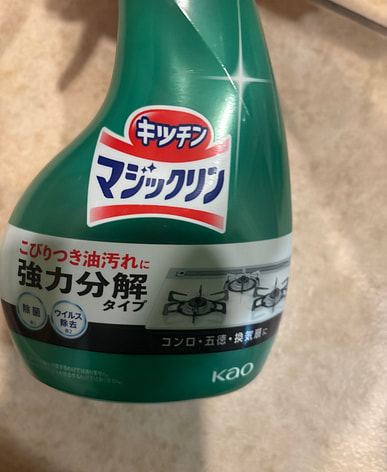 キッチン
マジックリン
こびりつき油汚れに
強力分解
タイプ
除菌
ウイルス
除去
コンロ・五徳・換気扇に
Kao